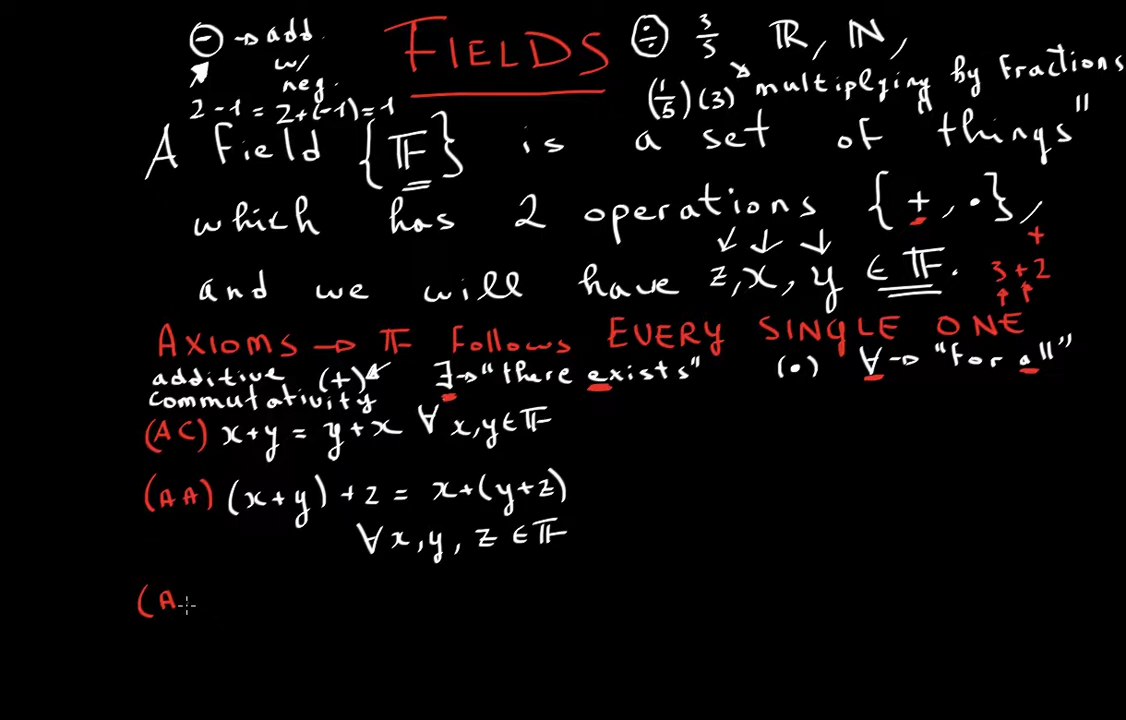 ⊖ → add w/ neg.
2 - 1 = 2 + (-1) = 1
FIELDS
÷ 3/5 ℝ, ℕ,
(1/5)(3) → multiplying by fractions
A Field {𝔽} is a set of "things"
which has 2 operations {+, •},
and we will have z, x, y ∈ 𝔽.
+
3 + 2
AXIOMS → 𝔽 Follows EVERY SINGLE ONE
additive (+) ∃ → "there exists" (•) ∀ → "for all"
commutativity
(AC) x+y = y+x ∀ x,y ∈ 𝔽
(AA) (x+y) + z = x+(y+z)
∀ x, y, z ∈ 𝔽
(A